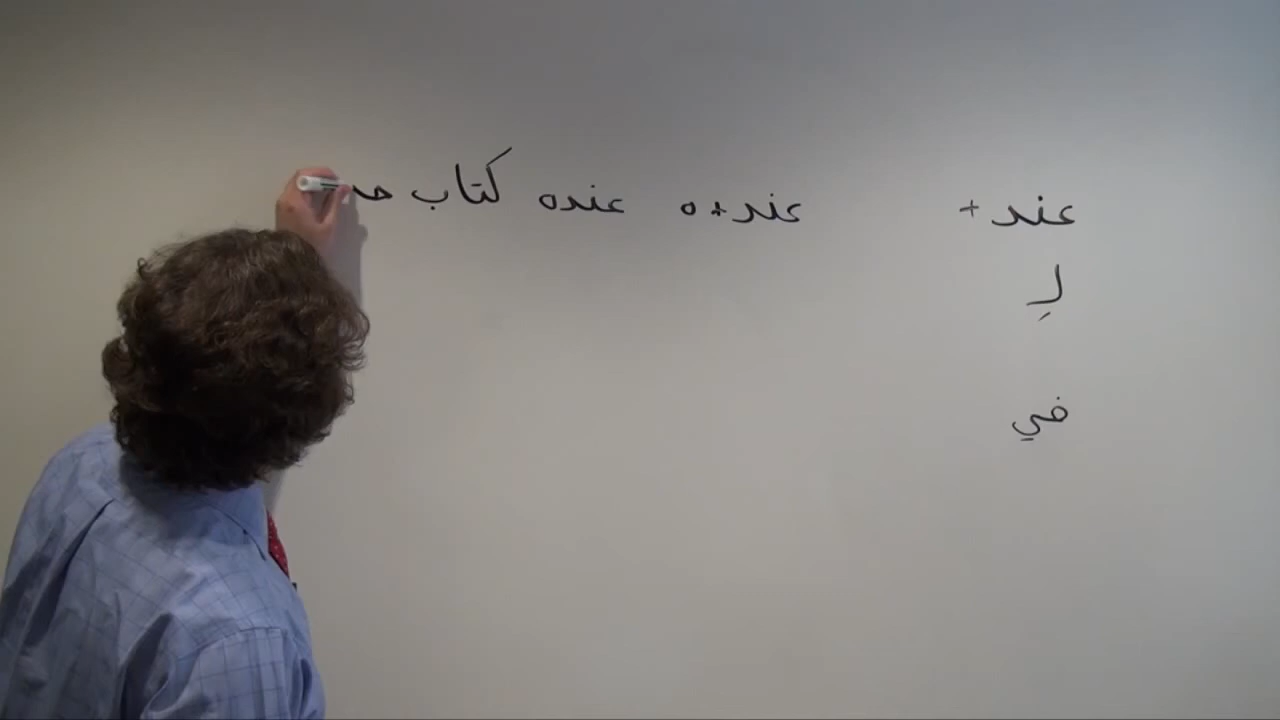 عند + عند + ه عنده كتاب
لِ
في